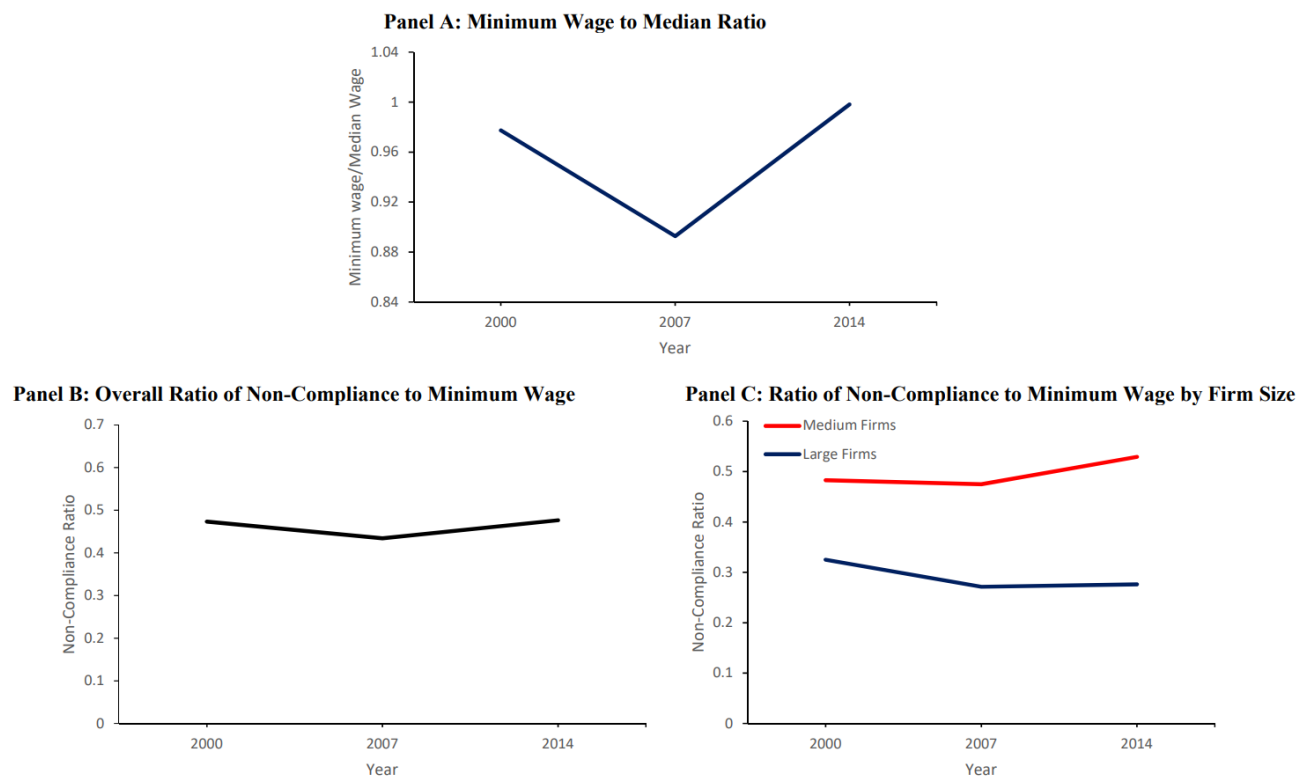 Panel A: Minimum Wage to Median Ratio
Minimum wage/Median Wage
1.04
1
0.96
0.92
0.88
0.84
2000
2007
2014
Year
Panel B: Overall Ratio of Non-Compliance to Minimum Wage
Non-Compliance Ratio
0.7
0.6
0.5
0.4
0.3
0.2
0.1
0
2000
2007
2014
Year
Panel C: Ratio of Non-Compliance to Minimum Wage by Firm Size
Non-Compliance Ratio
0.6
0.5
0.4
0.3
0.2
0.1
0
Medium Firms
Large Firms
2000
2007
2014
Year